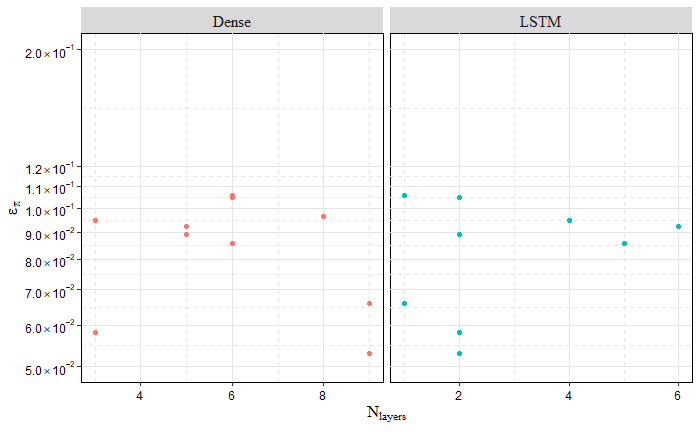 Dense LSTM
2.0×10⁻¹
1.2×10⁻¹
1.1×10⁻¹
1.0×10⁻¹
9.0×10⁻²
8.0×10⁻²
7.0×10⁻²
6.0×10⁻²
5.0×10⁻²
επ
4 6 8 2 4 6
Nlayers